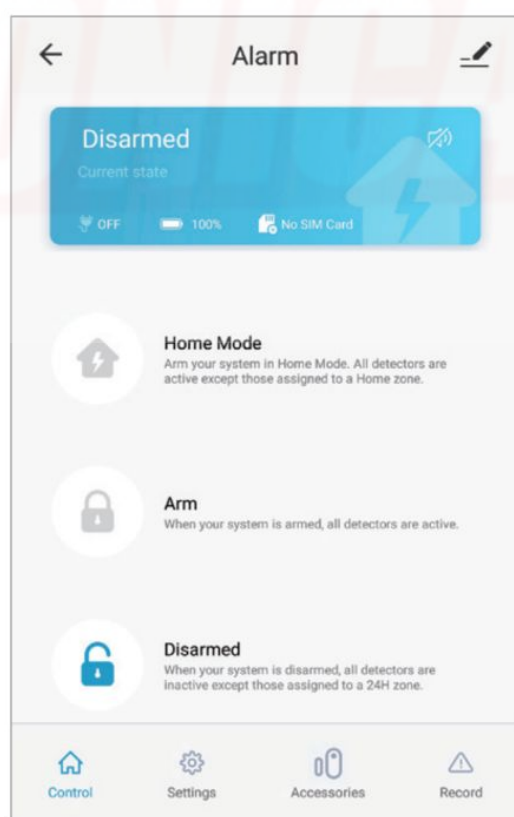 Alarm
Disarmed
Current state
OFF
100%
No SIM Card
Home Mode
Arm your system in Home Mode. All detectors are
active except those assigned to a Home zone.
Arm
When your system is armed, all detectors are active.
Disarmed
When your system is disarmed, all detectors are
inactive except those assigned to a 24H zone.
Control
Settings
Accessories
Record